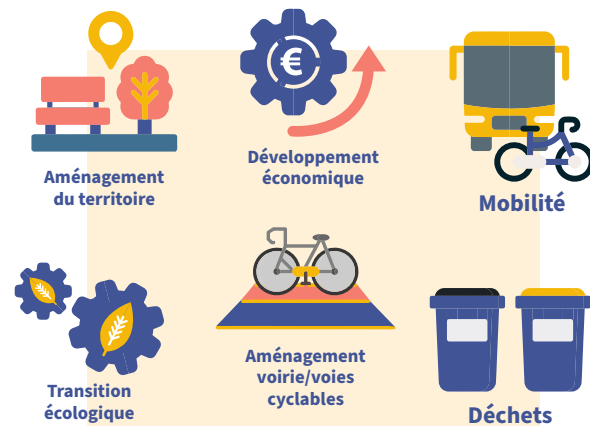 €
Aménagement
du territoire
Développement
économique
Mobilité
Transition
écologique
Aménagement
voirie/voies
cyclables
Déchets